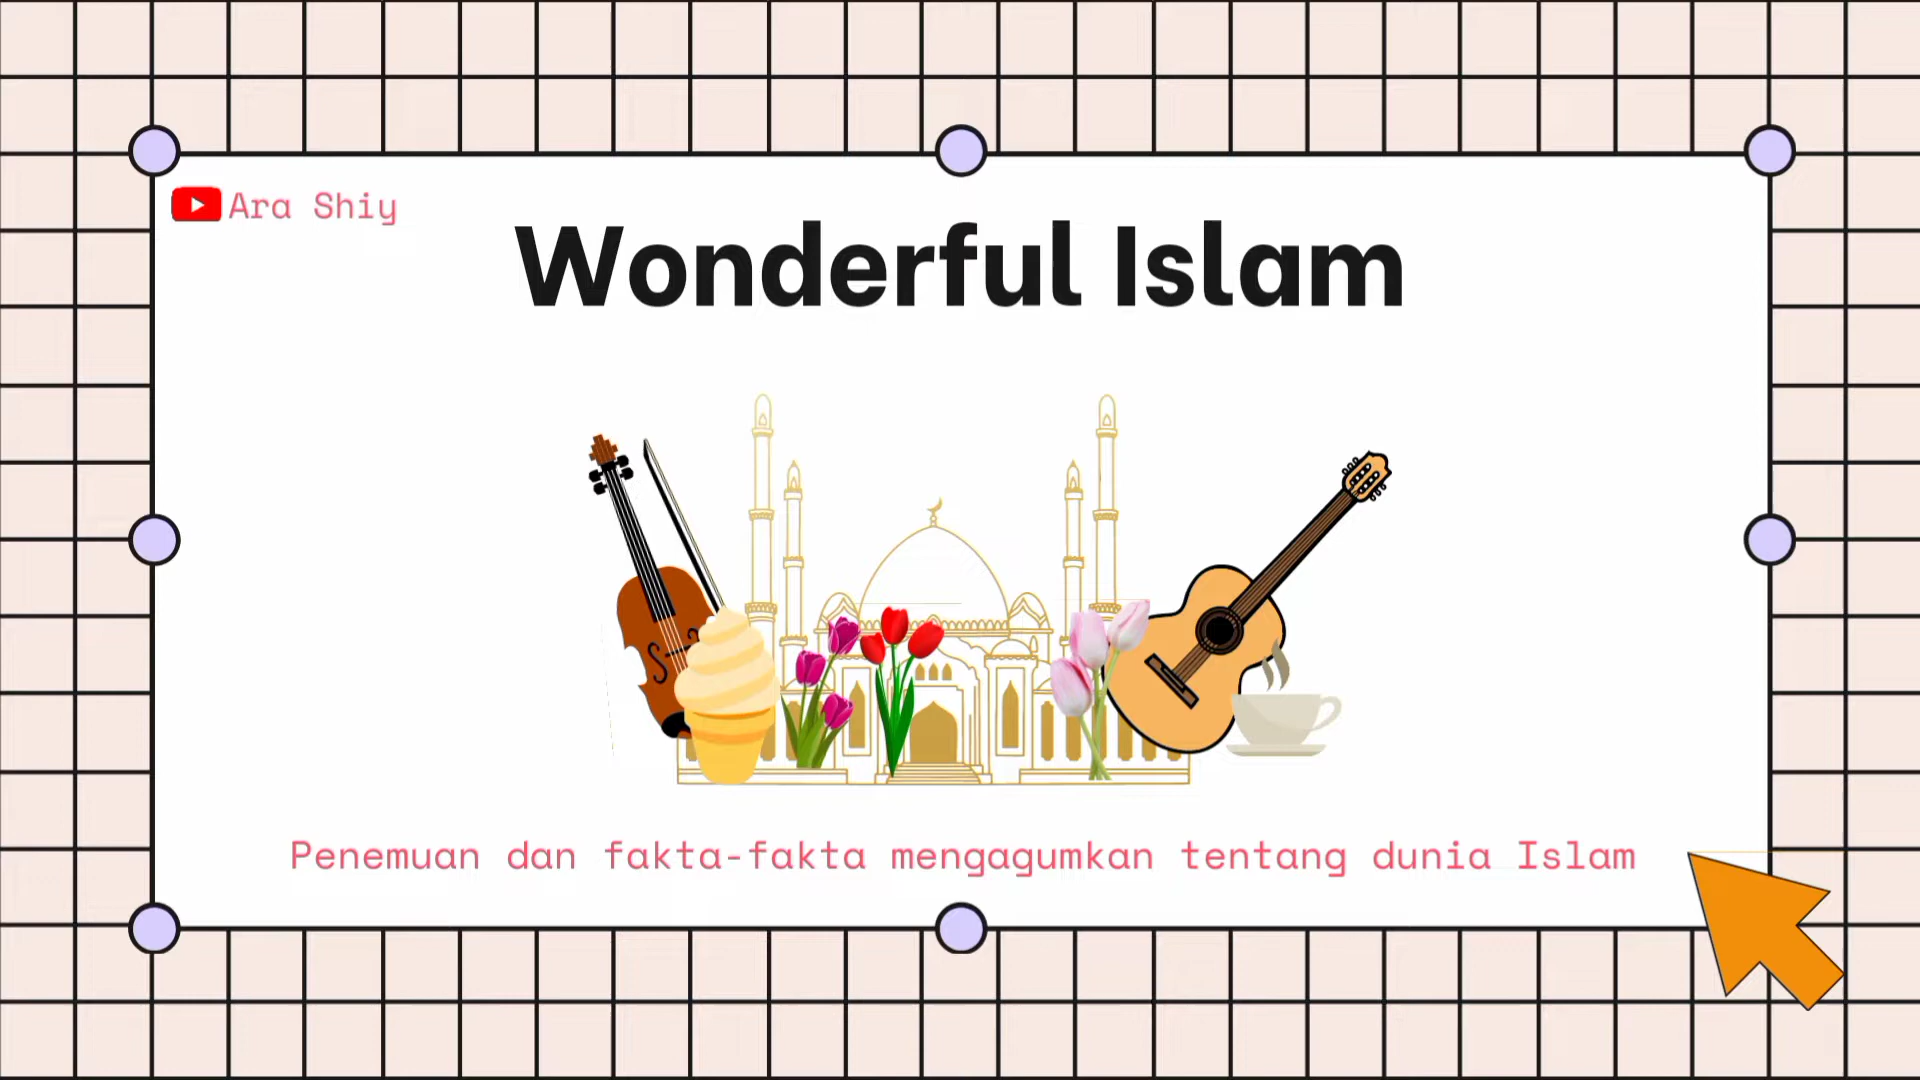 Ara Shiy
Wonderful Islam
Penemuan dan fakta-fakta mengagumkan tentang dunia Islam